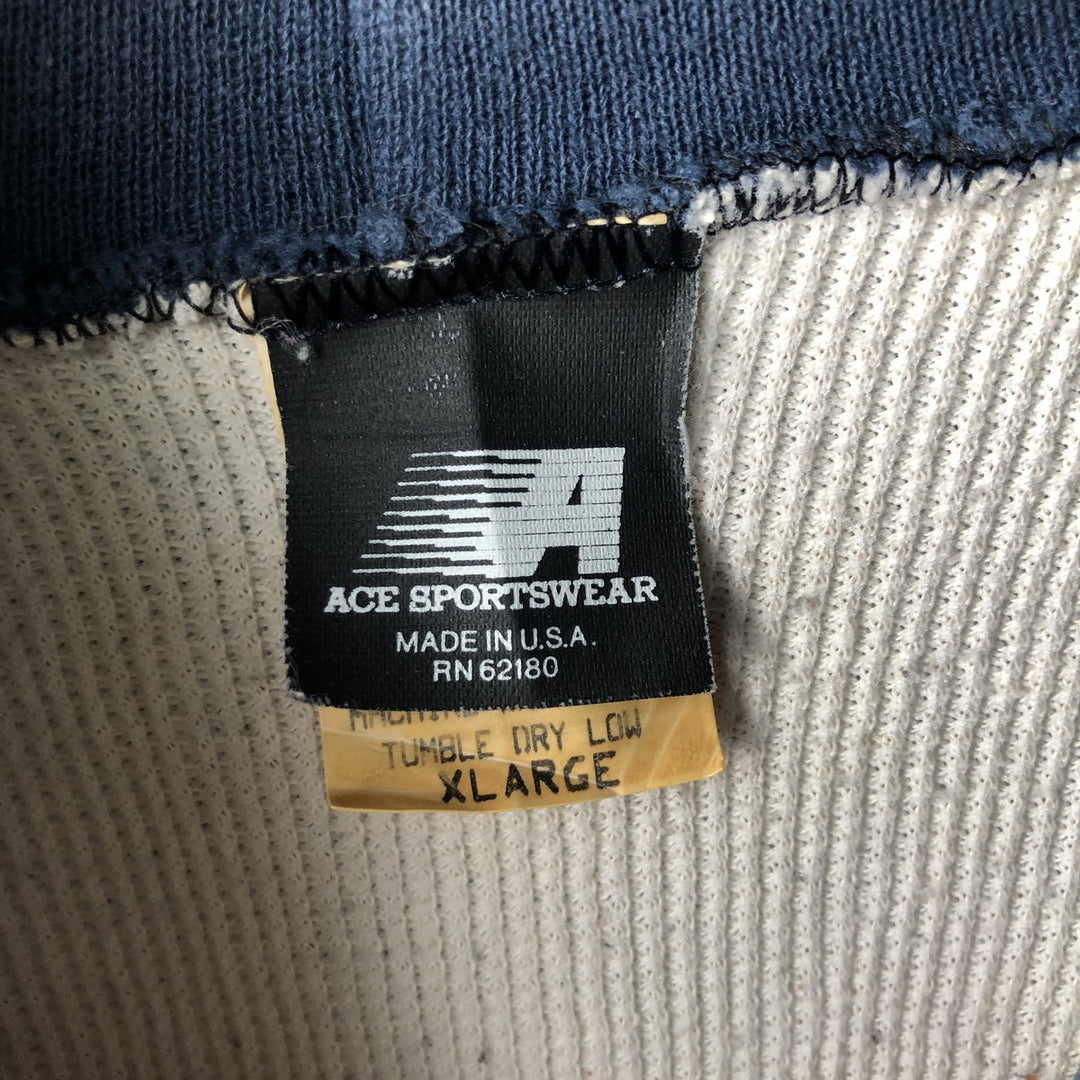 A
ACE SPORTSWEAR
MADE IN U.S.A.
RN 62180
TUMBLE DRY LOW
XLARGE